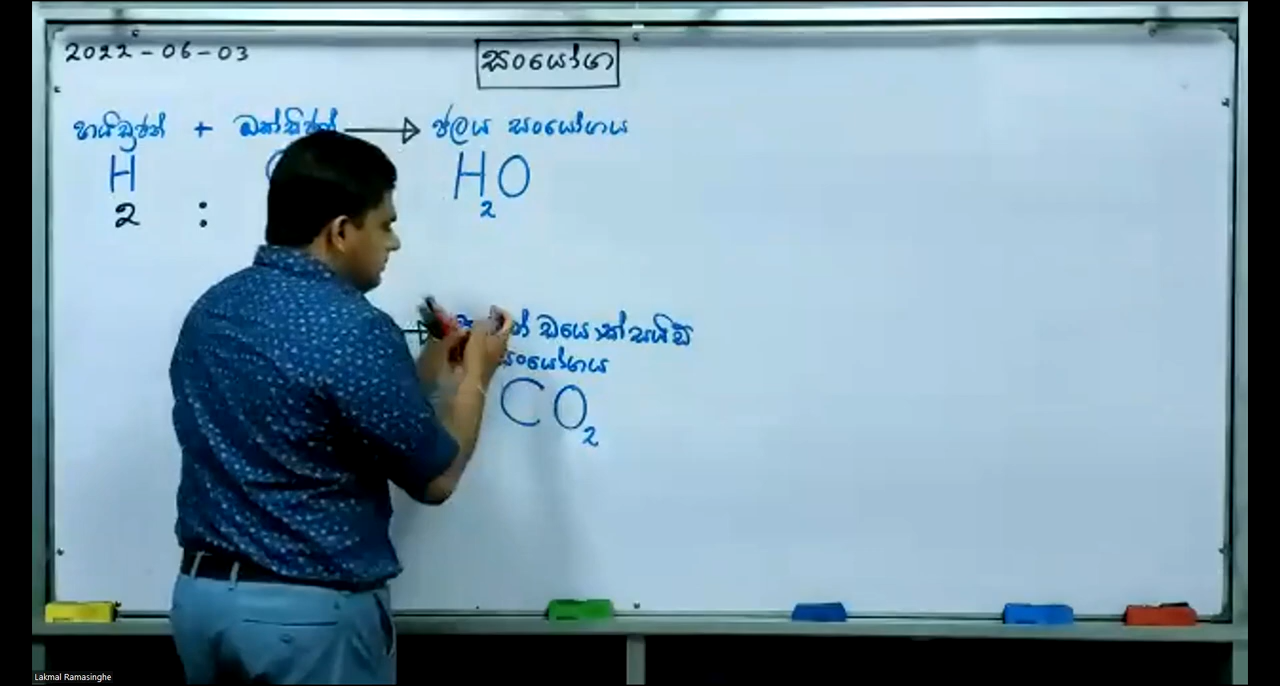 2022-06-03
සංයෝග
හයිඩ්‍රජන් + ඔක්සිජන් → ජලය සංයෝගය
H H₂O
2 :
ඩයොක්සයිඩ්
සංයෝගය
CO₂
Lakmal Ramasinghe